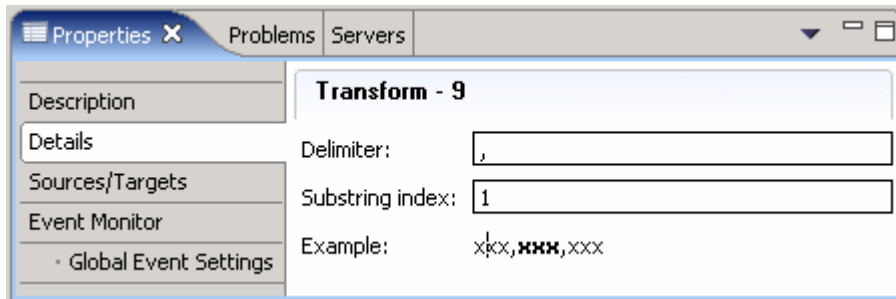 Properties Problems Servers
Description
Details
Sources/Targets
Event Monitor
Global Event Settings
Transform - 9
Delimiter: ,
Substring index: 1
Example: xxx,xxx,xxx